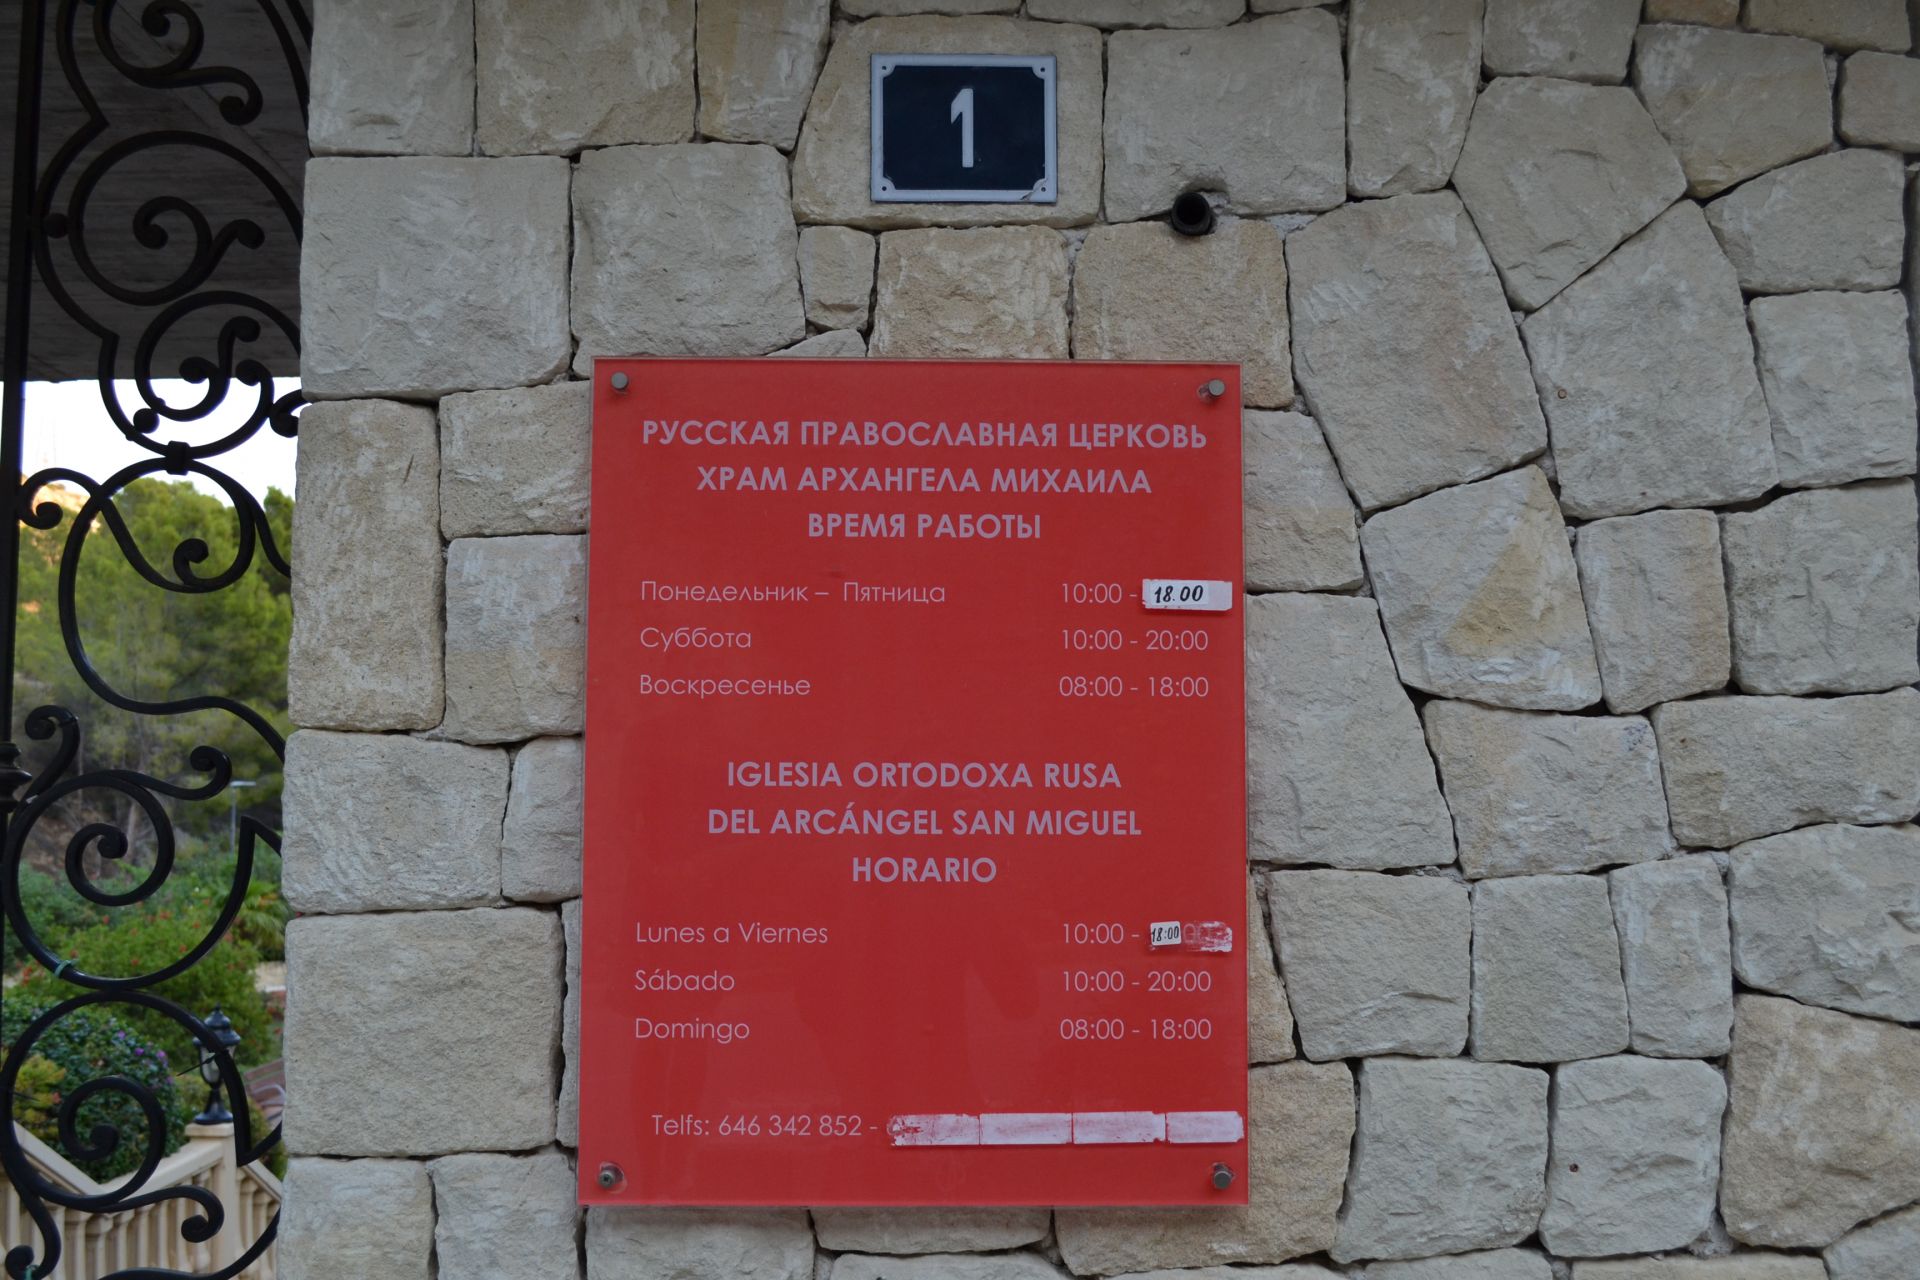 1
РУССКАЯ ПРАВОСЛАВНАЯ ЦЕРКОВЬ
ХРАМ АРХАНГЕЛА МИХАИЛА
ВРЕМЯ РАБОТЫ
Понедельник – Пятница 10:00 - 18.00
Суббота 10:00 - 20:00
Воскресенье 08:00 - 18:00
IGLESIA ORTODOXA RUSA
DEL ARCÁNGEL SAN MIGUEL
HORARIO
Lunes a Viernes 10:00 - 18:00
Sábado 10:00 - 20:00
Domingo 08:00 - 18:00
Telfs: 646 342 852 -